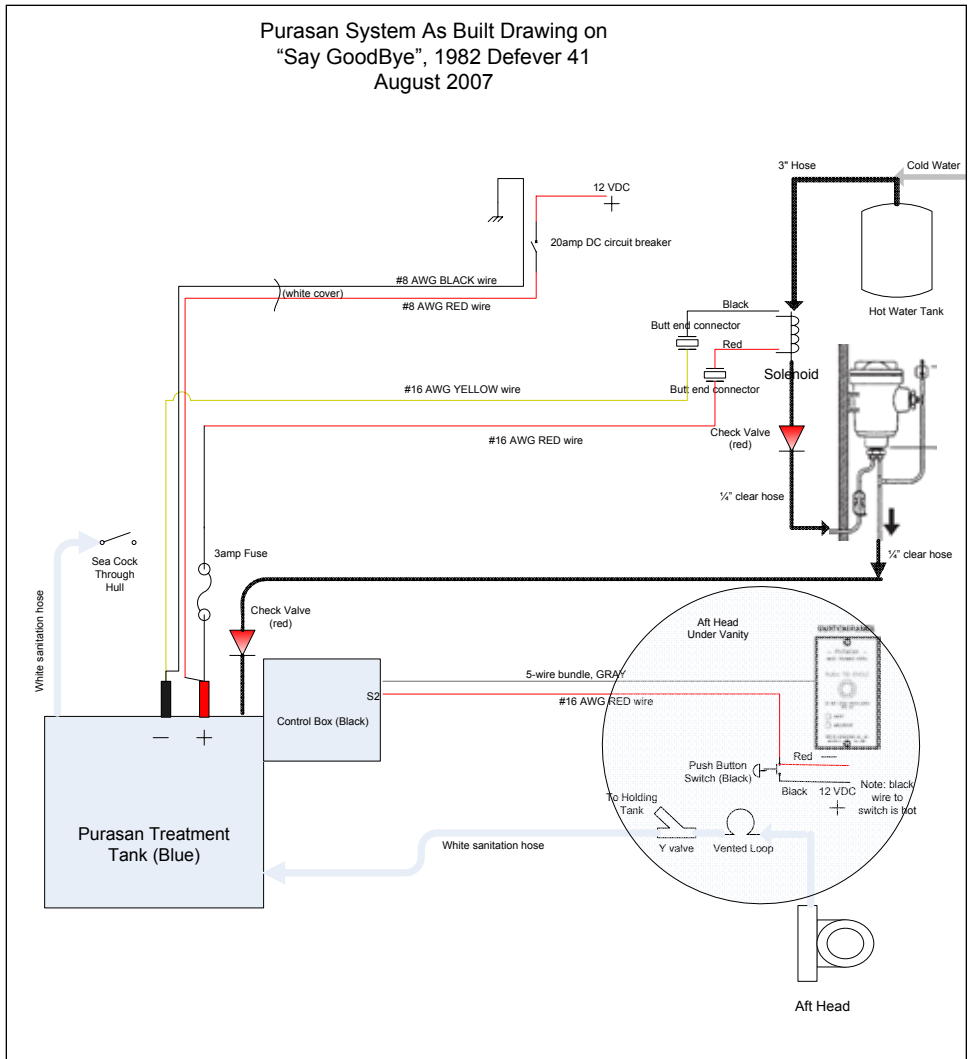 Purasan System As Built Drawing on
“Say GoodBye”, 1982 Defever 41
August 2007
3" Hose
Cold Water
12 VDC
20amp DC circuit breaker
#8 AWG BLACK wire
(white cover)
#8 AWG RED wire
Hot Water Tank
Black
Butt end connector
Red
Solenoid
Butt end connector
#16 AWG YELLOW wire
#16 AWG RED wire
Check Valve
(red)
¼” clear hose
Sea Cock
Through
Hull
3amp Fuse
¼” clear hose
White sanitation hose
Check Valve
(red)
Aft Head
Under Vanity
5-wire bundle, GRAY
S2
#16 AWG RED wire
Control Box (Black)
Red
Push Button
Switch (Black)
Black
12 VDC
Note: black
wire to
switch is hot
To Holding
Tank
Y valve
Vented Loop
White sanitation hose
Purasan Treatment
Tank (Blue)
Aft Head